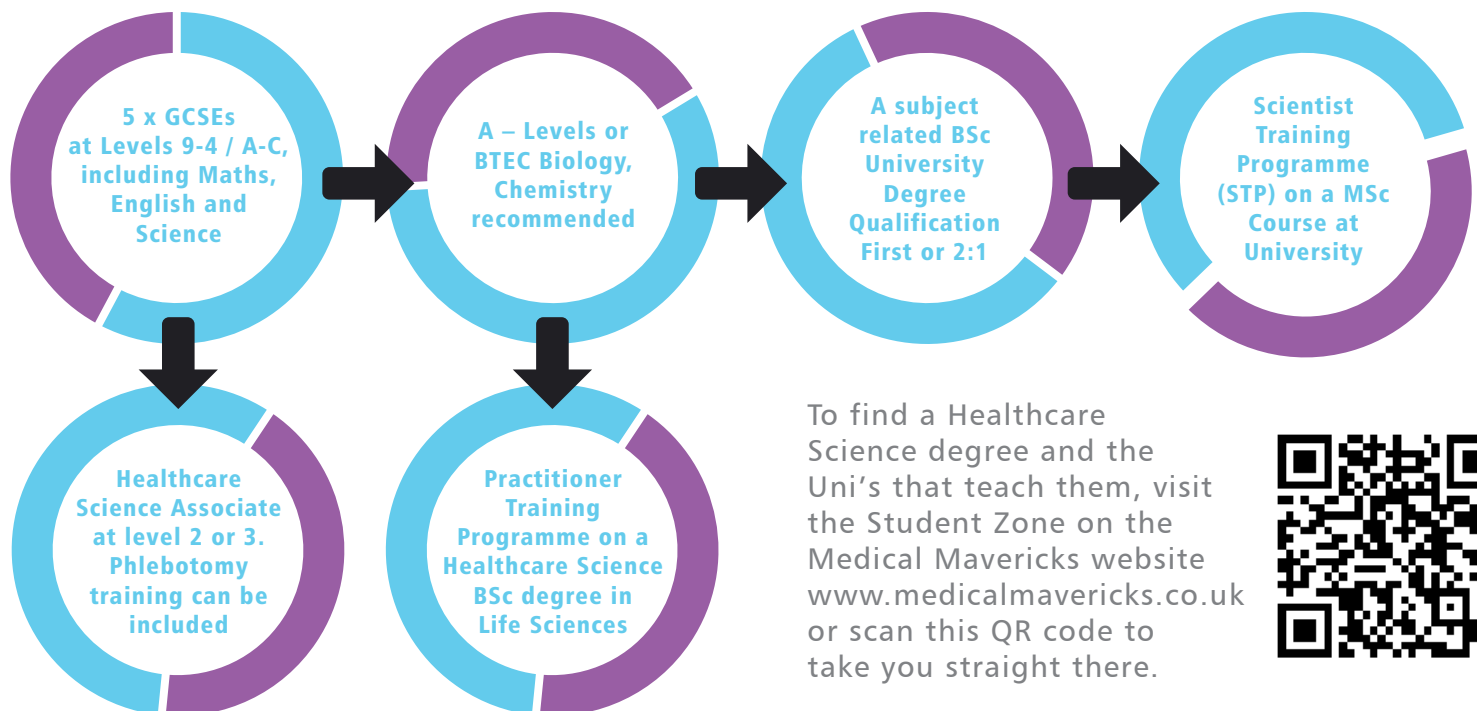 5 x GCSEs
at Levels 9-4 / A-C,
including Maths,
English and
Science
A – Levels or
BTEC Biology,
Chemistry
recommended
A subject
related BSc
University
Degree
Qualification
First or 2:1
Scientist
Training
Programme
(STP) on a MSc
Course at
University
Healthcare
Science Associate
at level 2 or 3.
Phlebotomy
training can be
included
Practitioner
Training
Programme on a
Healthcare Science
BSc degree in
Life Sciences
To find a Healthcare
Science degree and the
Uni’s that teach them, visit
the Student Zone on the
Medical Mavericks website
www.medicalmavericks.co.uk
or scan this QR code to
take you straight there.